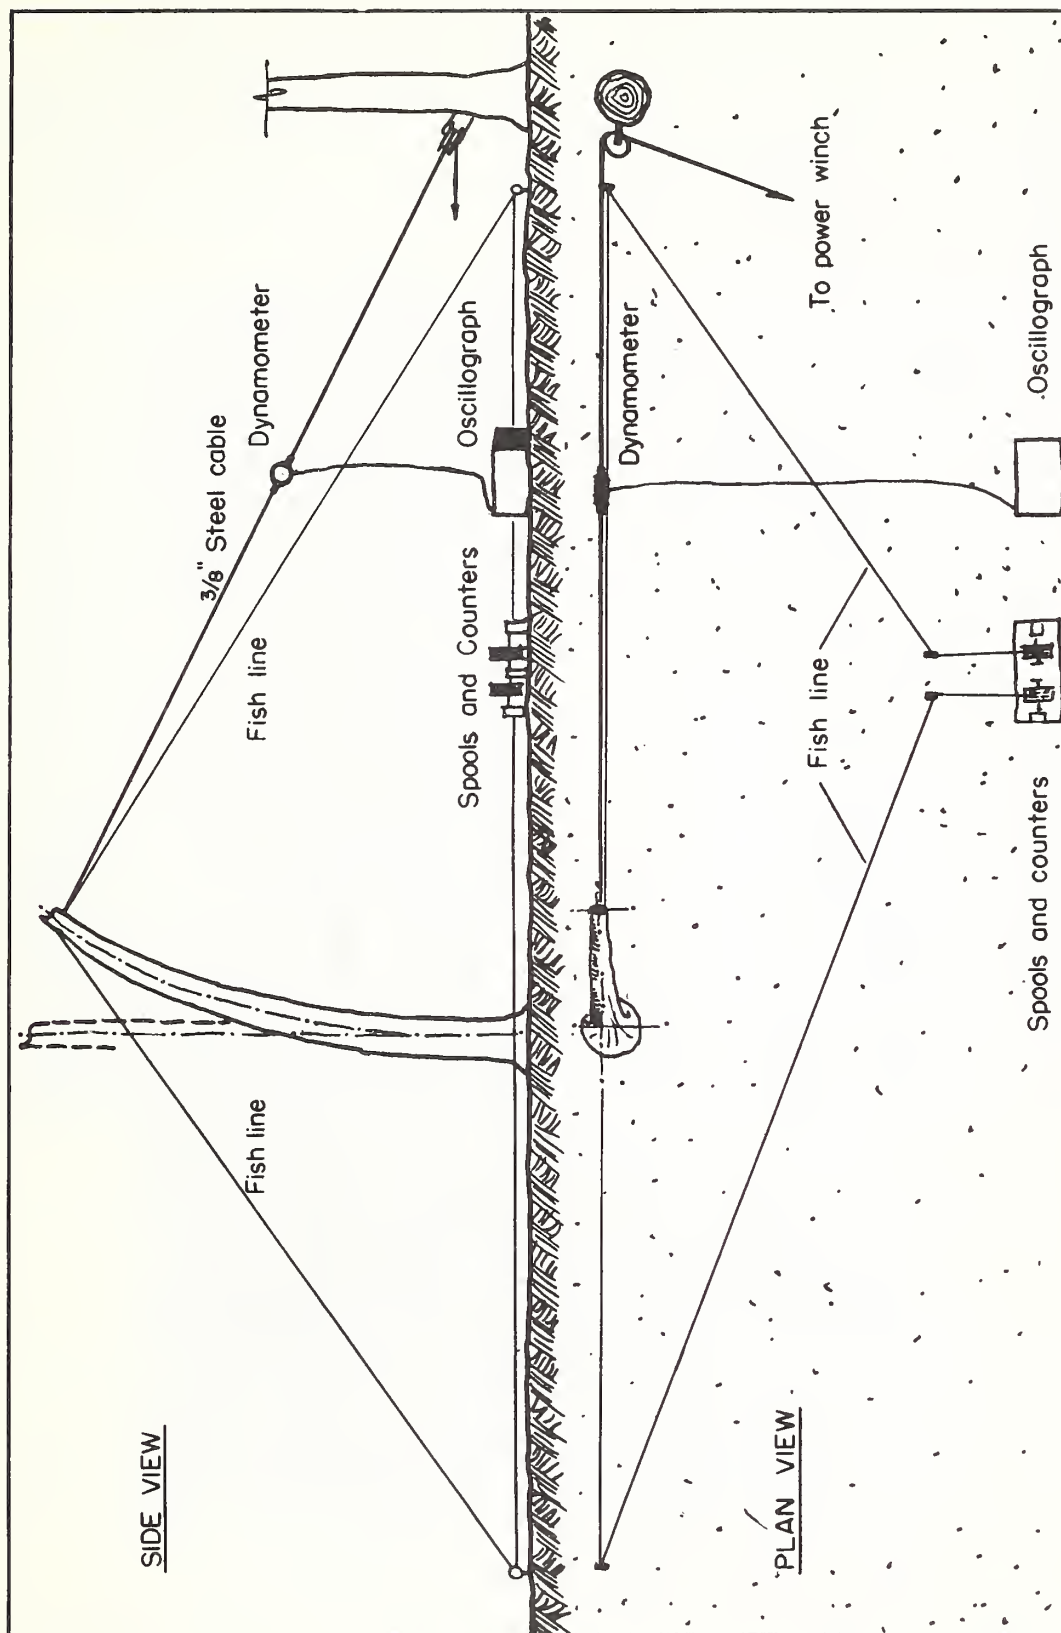 SIDE VIEW
Fish line
Fish line
3/8" Steel cable
Dynamometer
Spools and Counters
Oscillograph
PLAN VIEW
Fish line
Dynamometer
To power winch
Spools and counters
Oscillograph